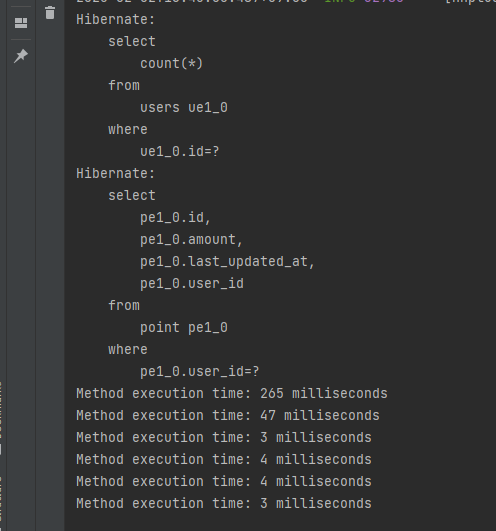 Hibernate:
    select
        count(*)
    from
        users ue1_0
    where
        ue1_0.id=?
Hibernate:
    select
        pe1_0.id,
        pe1_0.amount,
        pe1_0.last_updated_at,
        pe1_0.user_id
    from
        point pe1_0
    where
        pe1_0.user_id=?
Method execution time: 265 milliseconds
Method execution time: 47 milliseconds
Method execution time: 3 milliseconds
Method execution time: 4 milliseconds
Method execution time: 4 milliseconds
Method execution time: 3 milliseconds